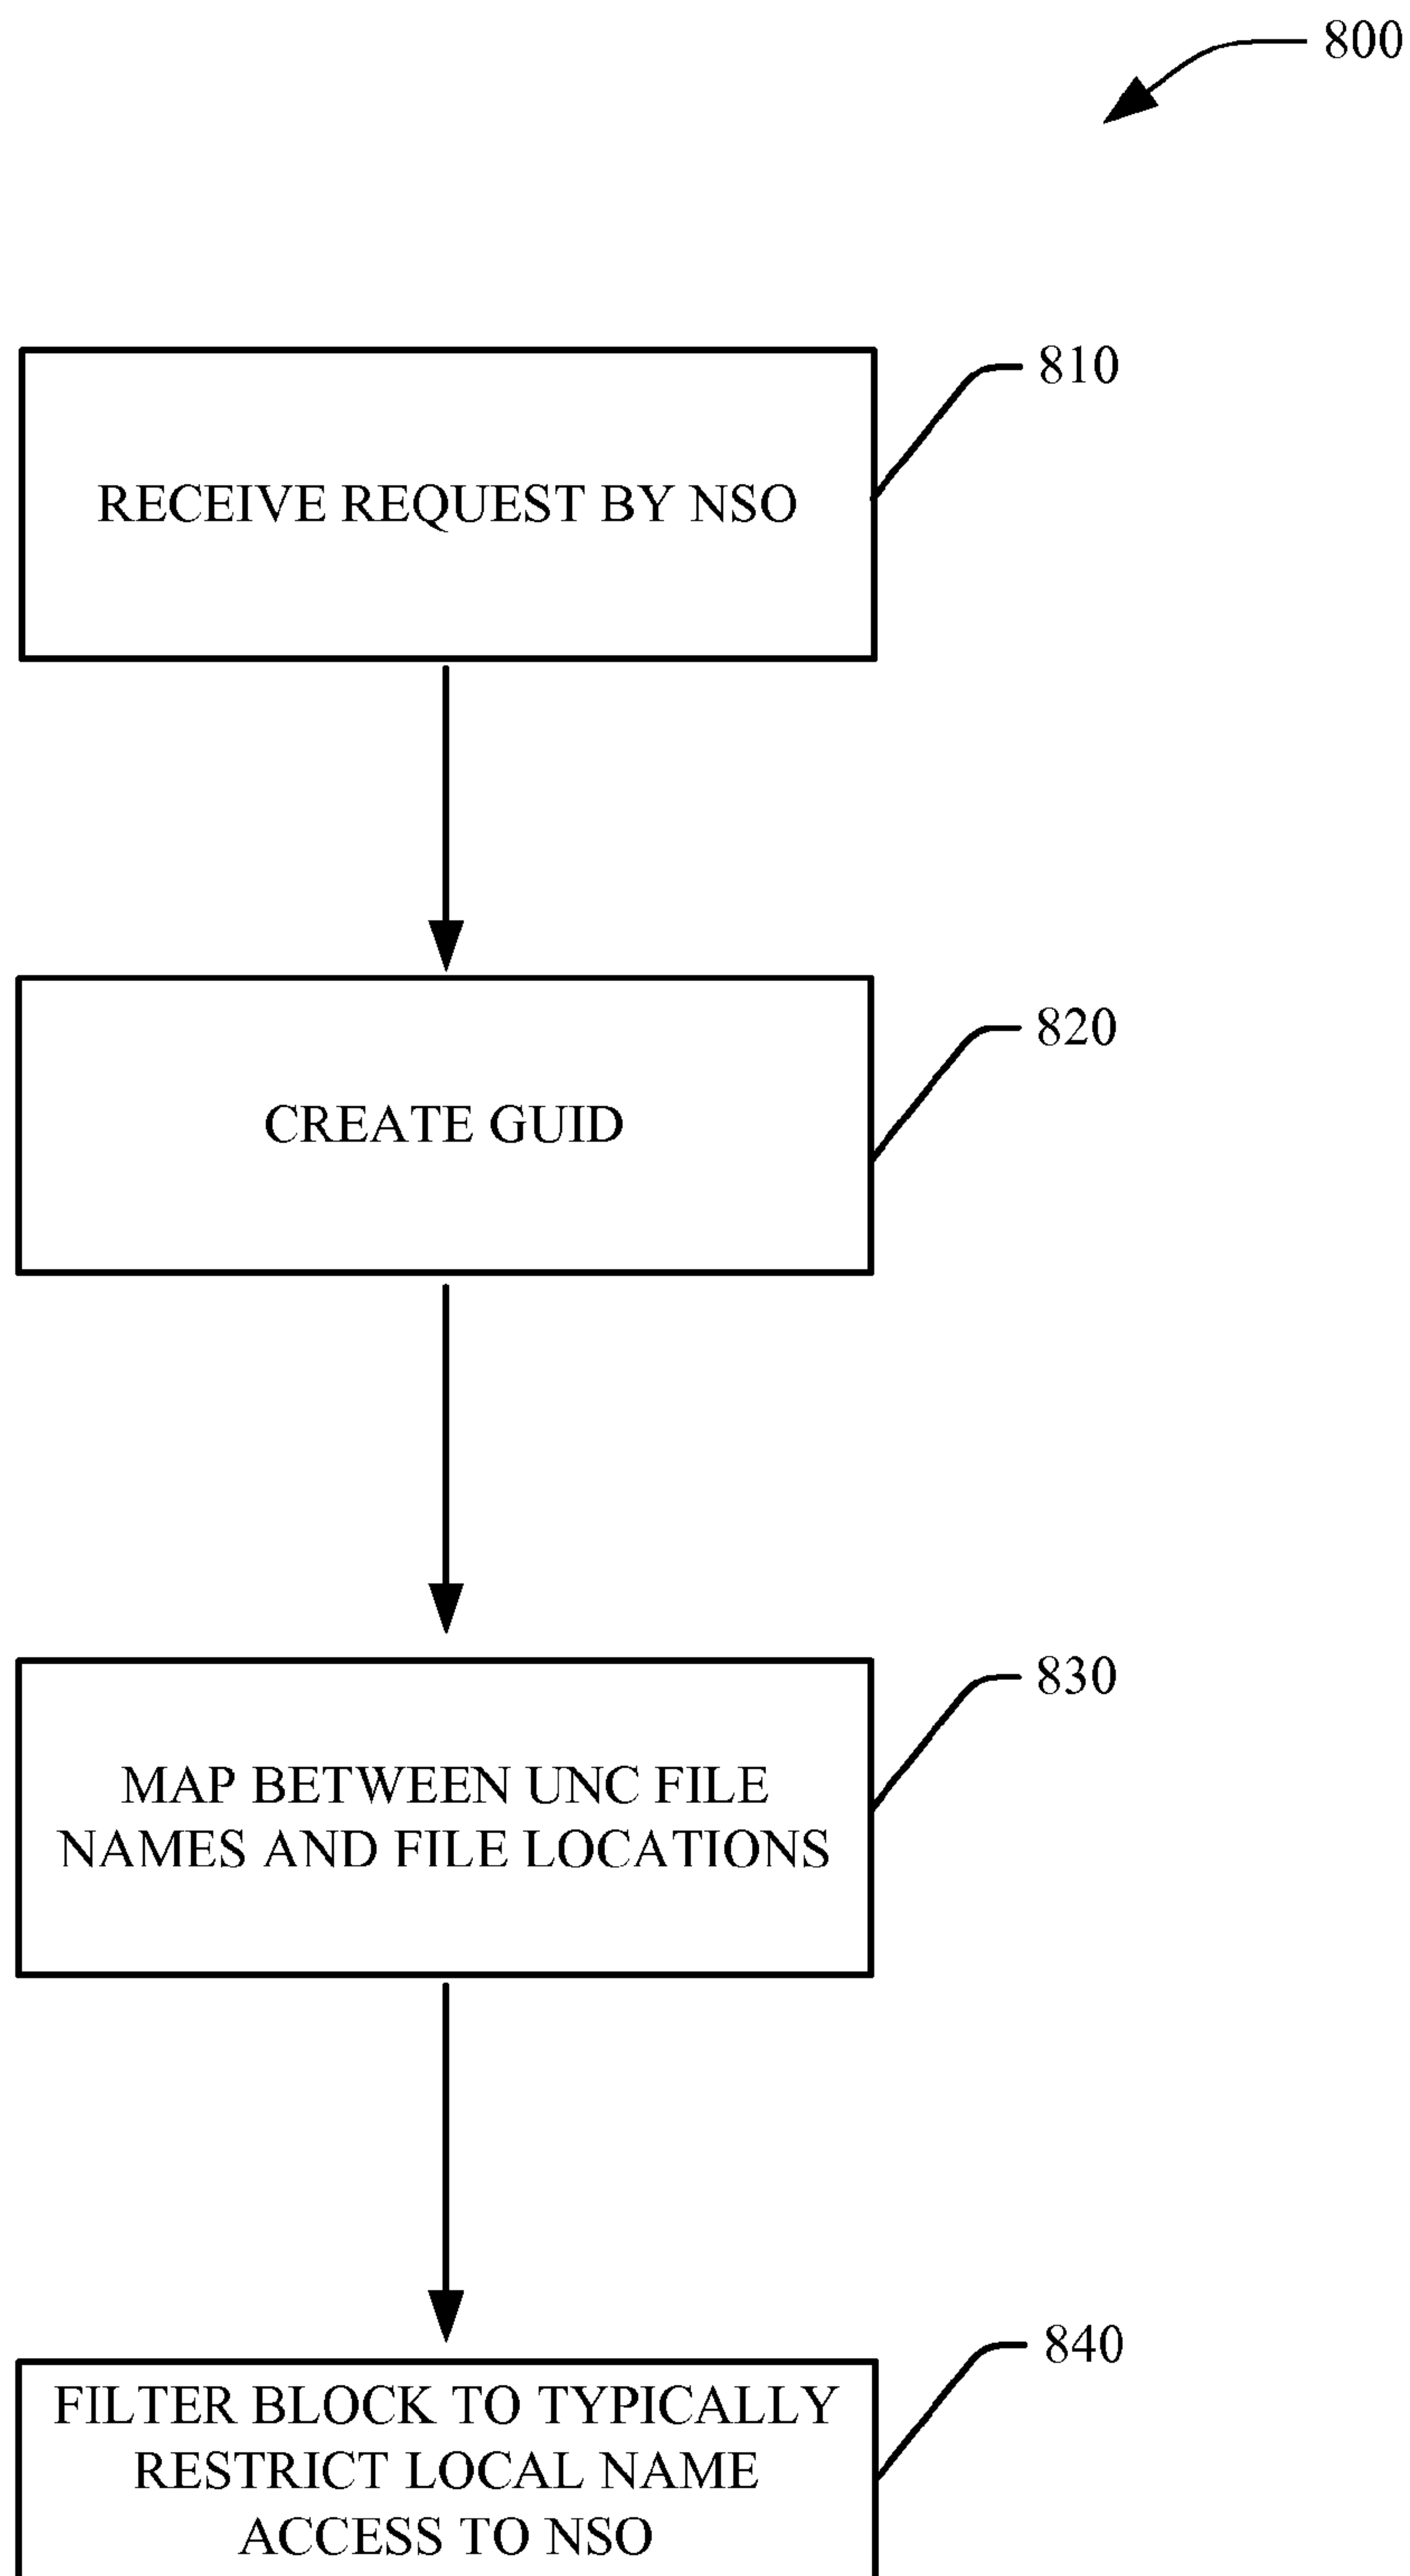 800
810
RECEIVE REQUEST BY NSO
820
CREATE GUID
830
MAP BETWEEN UNC FILE
NAMES AND FILE LOCATIONS
840
FILTER BLOCK TO TYPICALLY
RESTRICT LOCAL NAME
ACCESS TO NSO